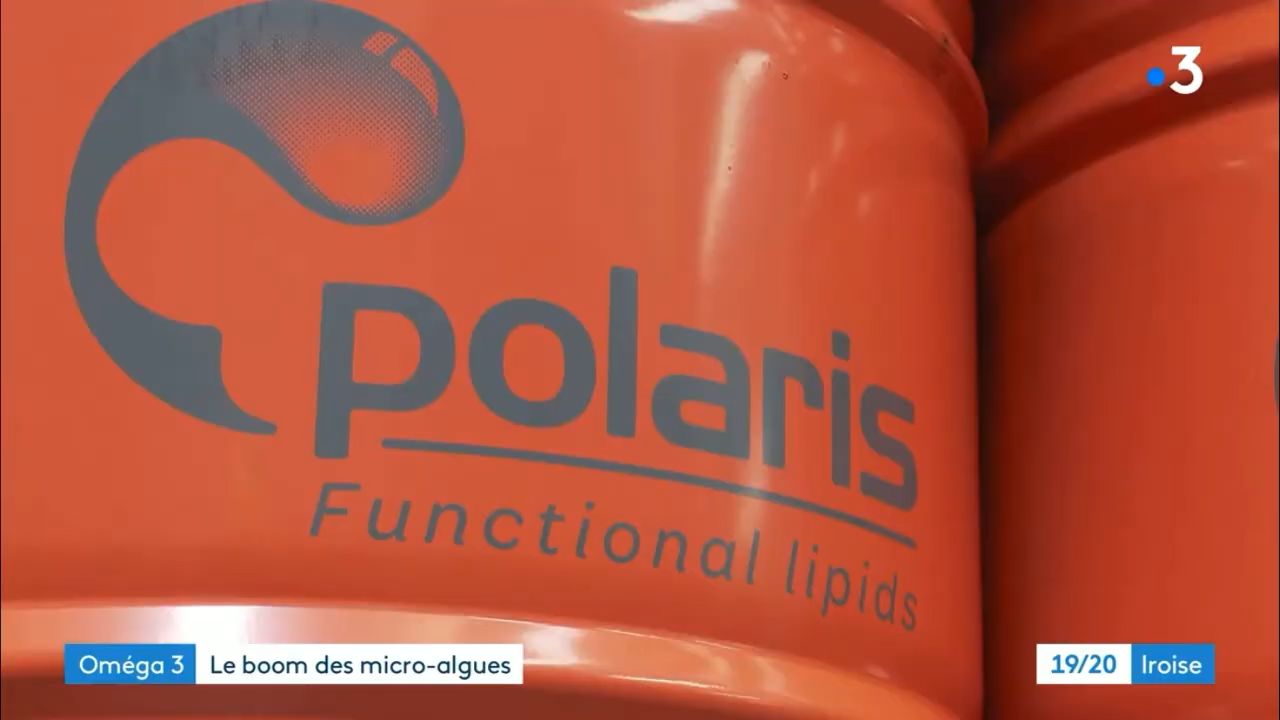 3
polaris
Functional lipids
Oméga 3 Le boom des micro-algues
19/20 Iroise